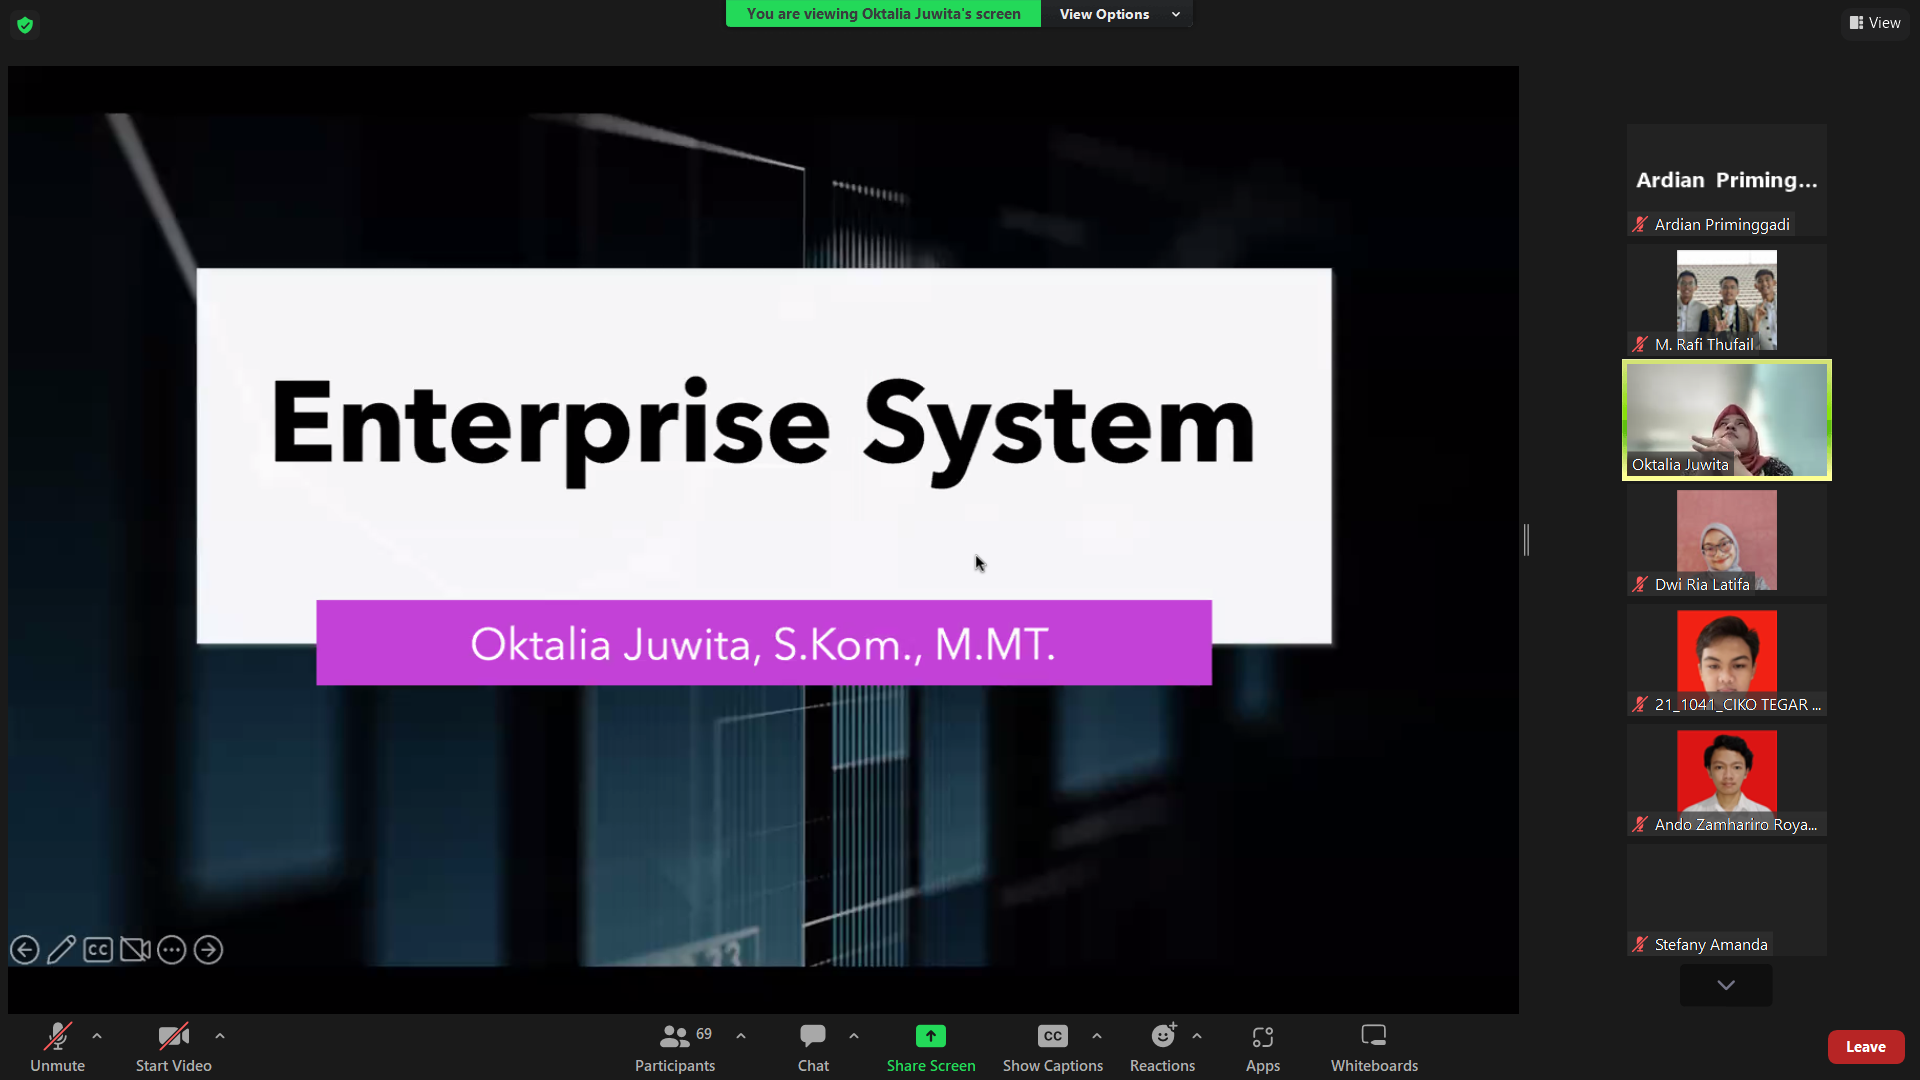 You are viewing Oktalia Juwita's screen
View Options
View
Enterprise System
Oktalia Juwita, S.Kom., M.MT.
CC
Ardian Priming...
Ardian Priminggadi
M. Rafi Thufail
Oktalia Juwita
Dwi Ria Latifa
21_1041_CIKO TEGAR ...
Ando Zamhariro Roya...
Stefany Amanda
Unmute
Start Video
69
Participants
Chat
Share Screen
CC
Show Captions
Reactions
Apps
Whiteboards
Leave